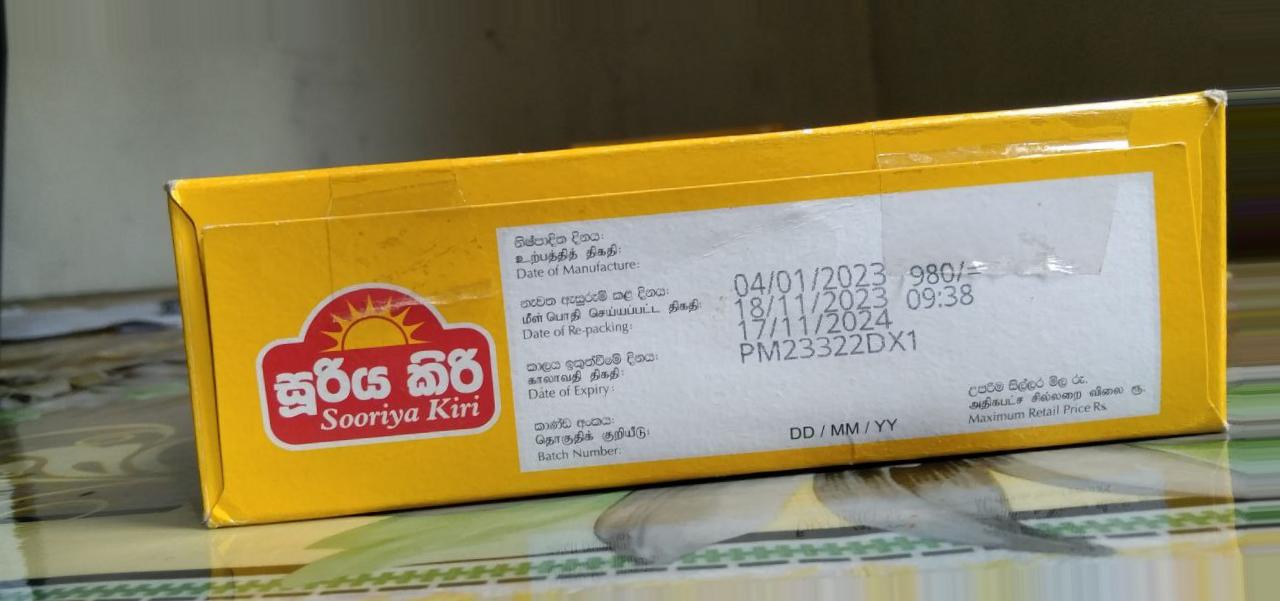 සූරිය කිරි
Sooriya Kiri
නිෂ්පාදිත දිනය:
உற்பத்தித் திகதி:
Date of Manufacture:
නැවත ඇසුරුම් කළ දිනය:
மீள் பொதி செய்யப்பட்ட திகதி:
Date of Re-packing:
කාලය ඉකුත්වීමේ දිනය:
காலாவதி திகதி:
Date of Expiry:
කාණ්ඩ අංකය:
தொகுதிக் குறியீடு:
Batch Number:
04/01/2023 980/=
18/11/2023 09:38
17/11/2024
PM23322DX1
DD / MM / YY
උපරිම සිල්ලර මිල රු.
அதிகபட்ச சில்லறை விலை ரூ.
Maximum Retail Price Rs.